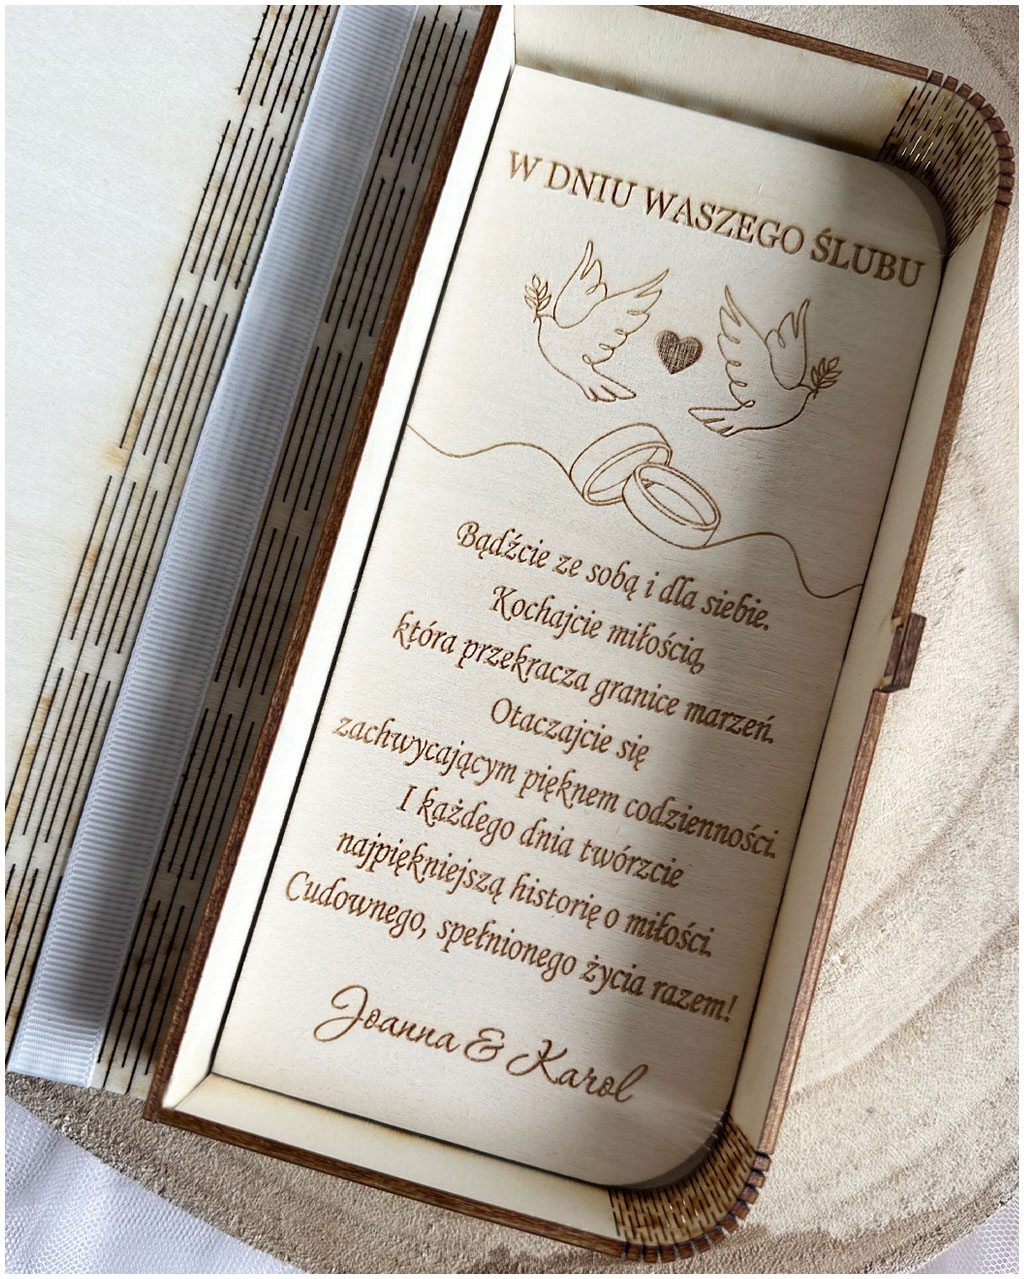 W DNIU WASZEGO ŚLUBU
Bądźcie ze sobą i dla siebie.
Kochajcie miłością,
która przekracza granice marzeń.
Otaczajcie się
zachwycającym pięknem codzienności.
I każdego dnia twórzcie
najpiękniejszą historię o miłości.
Cudownego, spełnionego życia razem!
Joanna & Karol